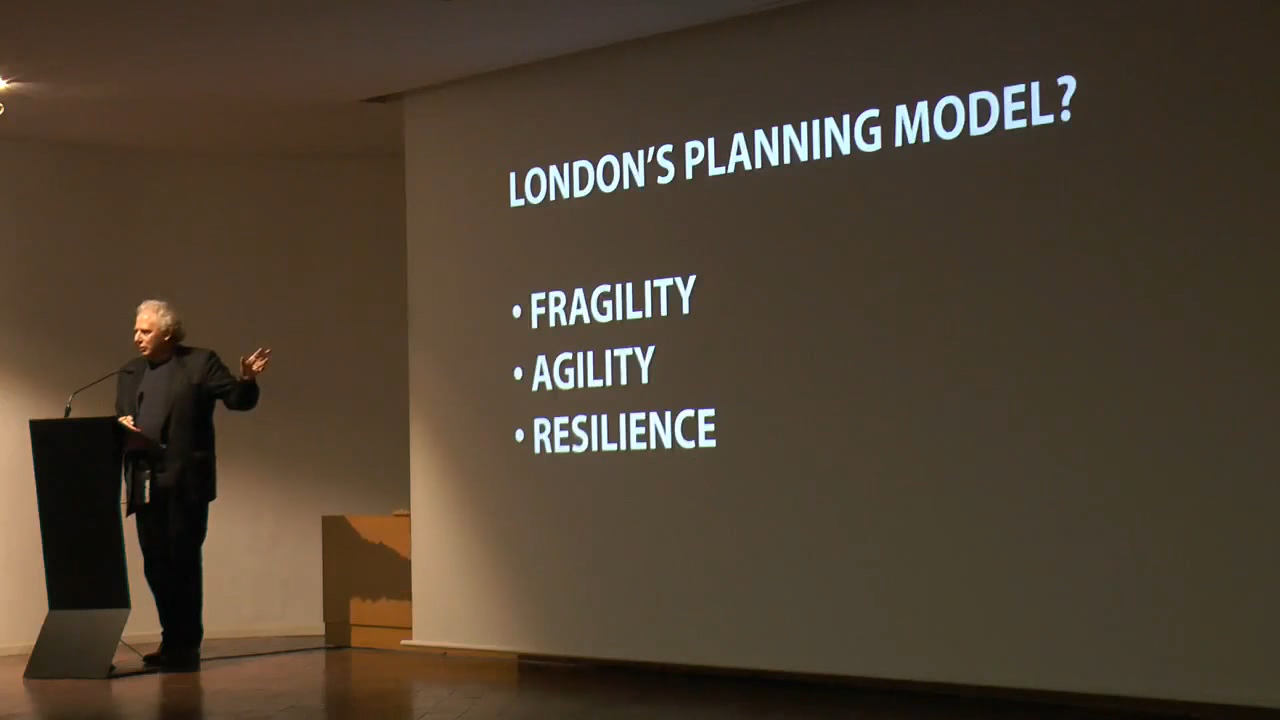 LONDON'S PLANNING MODEL?
• FRAGILITY
• AGILITY
• RESILIENCE